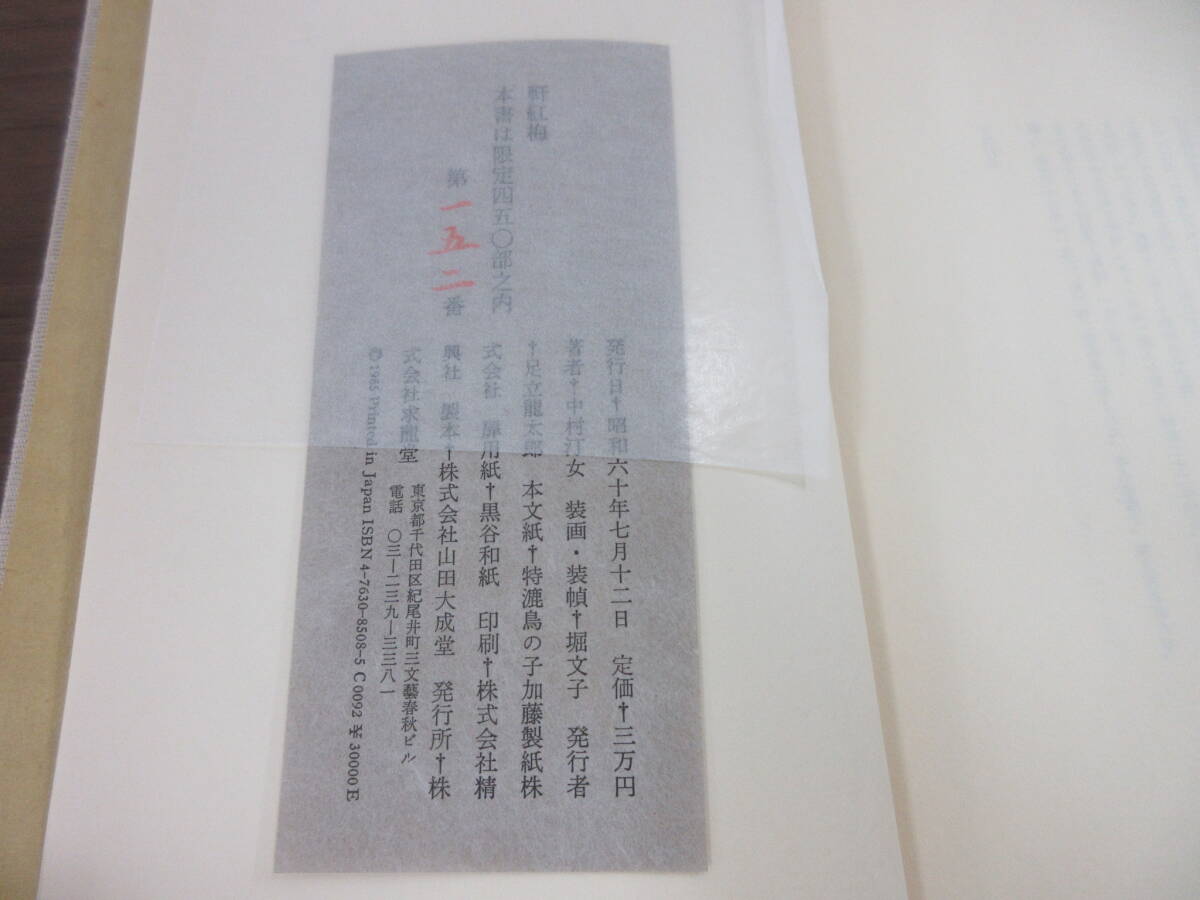 軒紅梅
本書は限定四五〇部之内
第一五二番
発行日†昭和六十年七月十二日　定価†三万円
著者†中村汀女　装画・装幀†堀文子　発行者
†足立龍太郎　本文紙†特漉鳥の子加藤製紙株
式会社　扉用紙†黒谷和紙　印刷†株式会社精
興社　製本†株式会社山田大成堂　発行所†株
式会社求龍堂　東京都千代田区紀尾井町三文藝春秋ビル
電話　〇三―二三九―三三八一
©1985 Printed in Japan ISBN4-7630-8508-5 C0092 ¥30000E